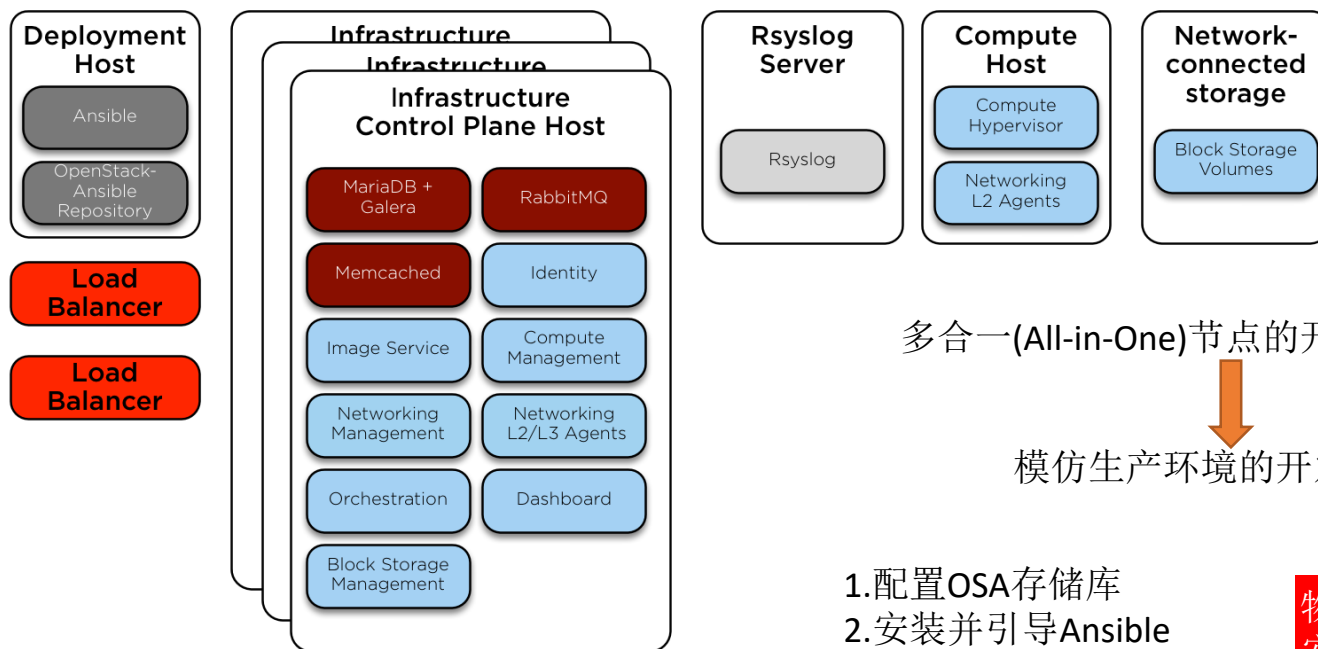 Deployment
Host
Ansible
OpenStack-
Ansible
Repository
Load
Balancer
Load
Balancer
Infrastructure
Infrastructure
Infrastructure
Control Plane Host
MariaDB +
Galera
RabbitMQ
Memcached
Identity
Image Service
Compute
Management
Networking
Management
Networking
L2/L3 Agents
Orchestration
Dashboard
Block Storage
Management
Rsyslog
Server
Rsyslog
Compute
Host
Compute
Hypervisor
Networking
L2 Agents
Network-
connected
storage
Block Storage
Volumes
多合一(All-in-One)节点的开
模仿生产环境的开
1.配置OSA存储库
2.安装并引导Ansible
物